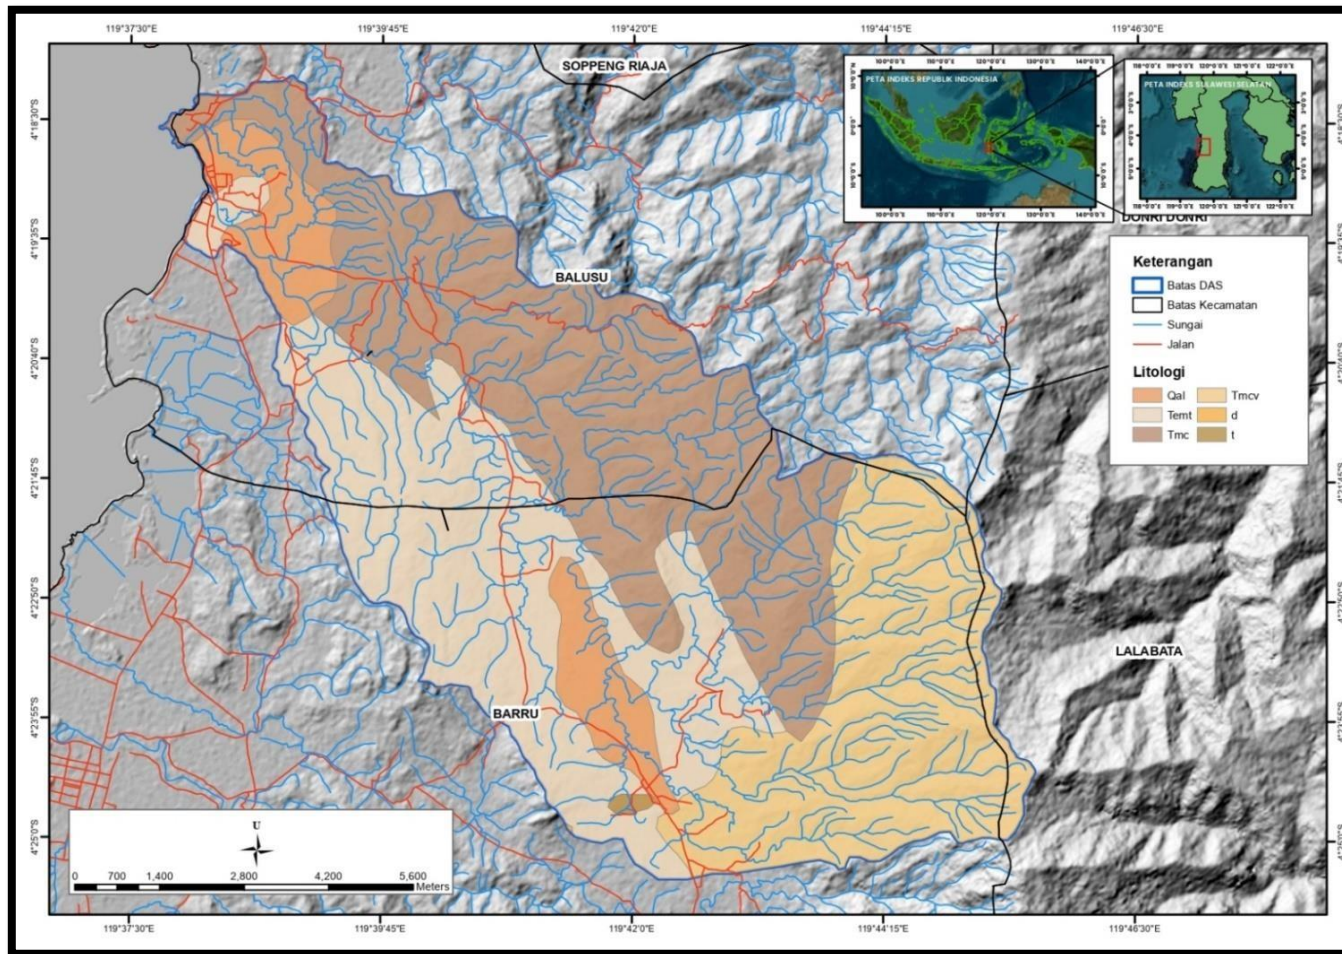 119°37'30"E 119°39'45"E 119°42'0"E 119°44'15"E 119°46'30"E
SOPPENG RIAJA
PETA INDEKS REPUBLIK INDONESIA
PETA INDEKS SULAWESI SELATAN
4°18'30"S
DONRI DONRI
4°19'35"S
BALUSU
Keterangan
Batas DAS
Batas Kecamatan
Sungai
Jalan
4°20'40"S
Litologi
Qal Tmcv
Temt d
Tmc t
4°21'45"S
4°22'50"S
LALABATA
4°23'55"S
BARRU
4°25'0"S
U
0 700 1,400 2,800 4,200 5,600
Meters
119°37'30"E 119°39'45"E 119°42'0"E 119°44'15"E 119°46'30"E